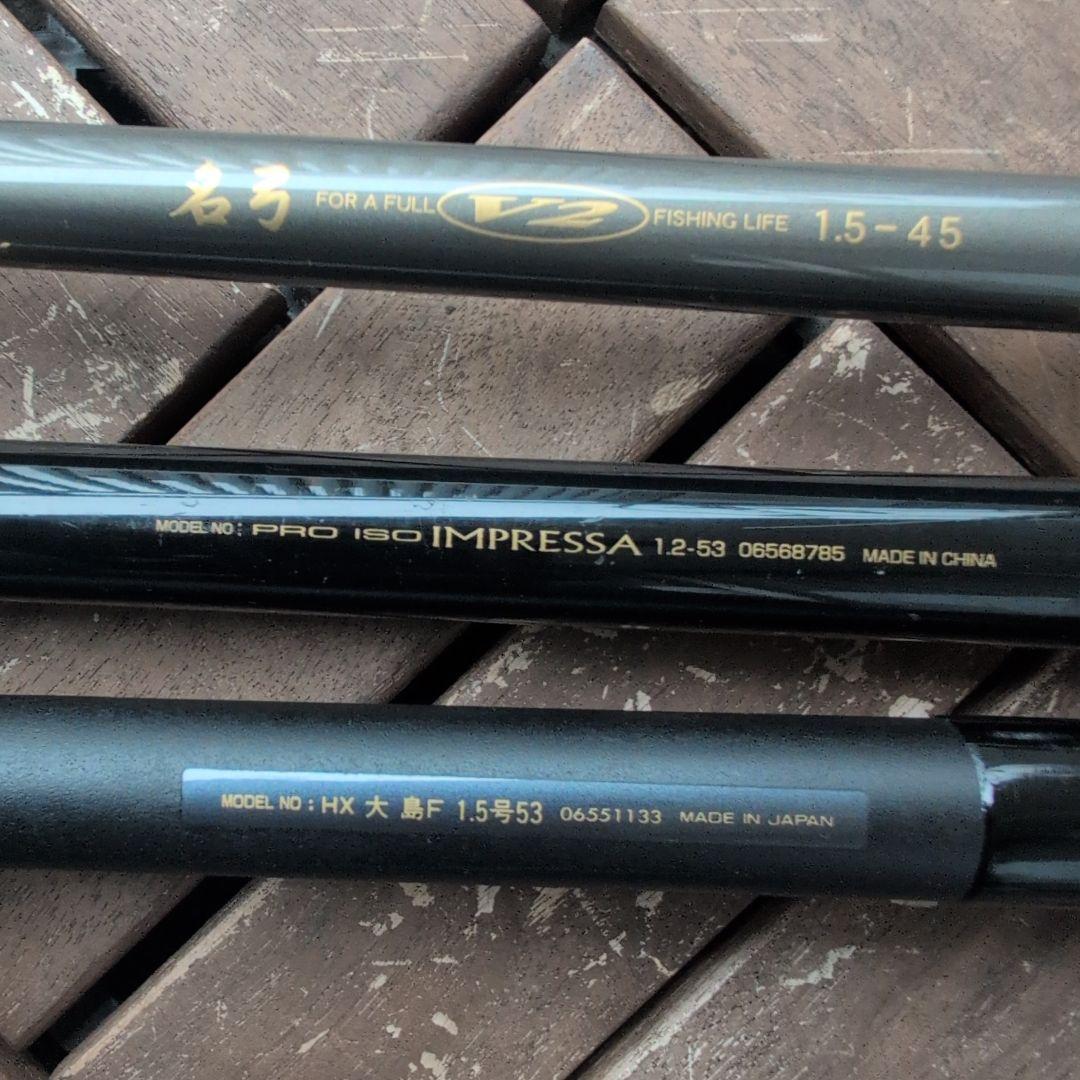 名弓 FOR A FULL V2 FISHING LIFE 1.5-45
MODEL NO: PRO ISO IMPRESSA 1.2-53 06568785 MADE IN CHINA
MODEL NO: HX 大島F 1.5号53 06551133 MADE IN JAPAN